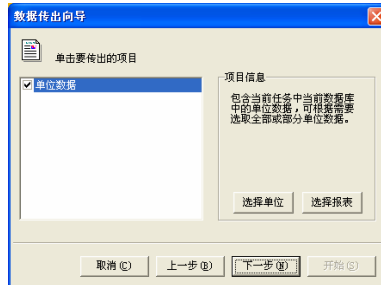 数据传出向导
单击要传出的项目
单位数据
项目信息
包含当前任务中当前数据库
中的单位数据，可根据需要
选取全部或部分单位数据。
选择单位
选择报表
取消(C)
上一步(B)
下一步(N)
开始(S)